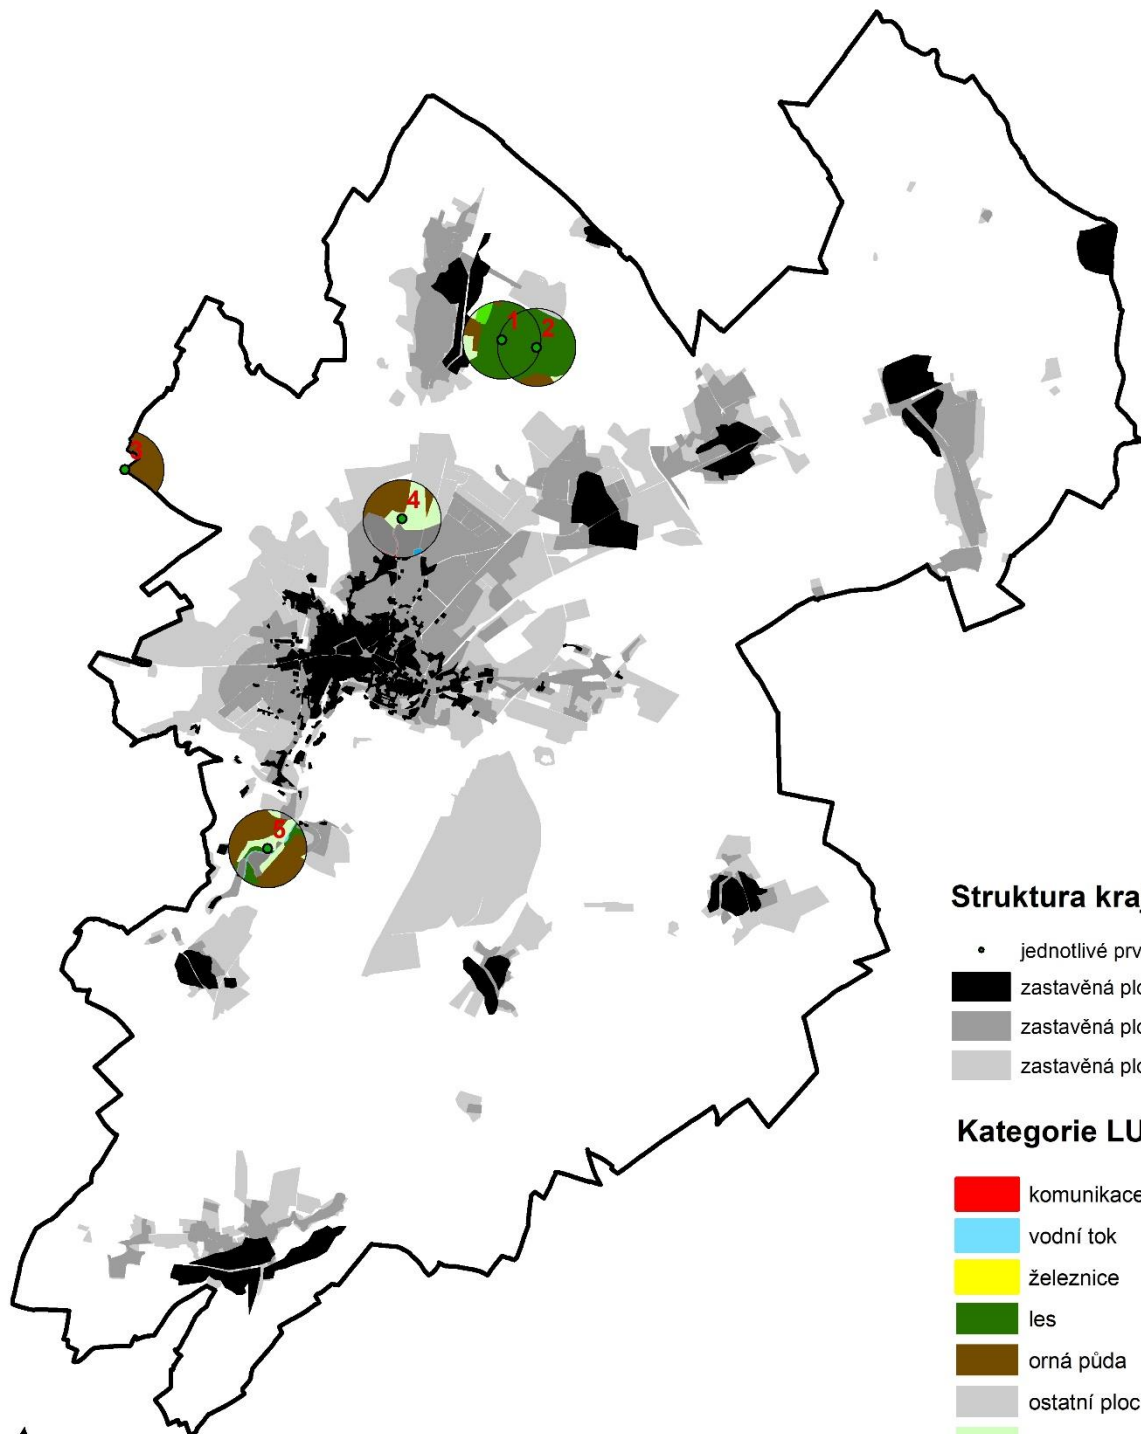 1
2
3
4
5
Struktura kra
jednotlivé prv
zastavěná plo
zastavěná plo
zastavěná plo
Kategorie LU
komunikace
vodní tok
železnice
les
orná půda
ostatní ploc